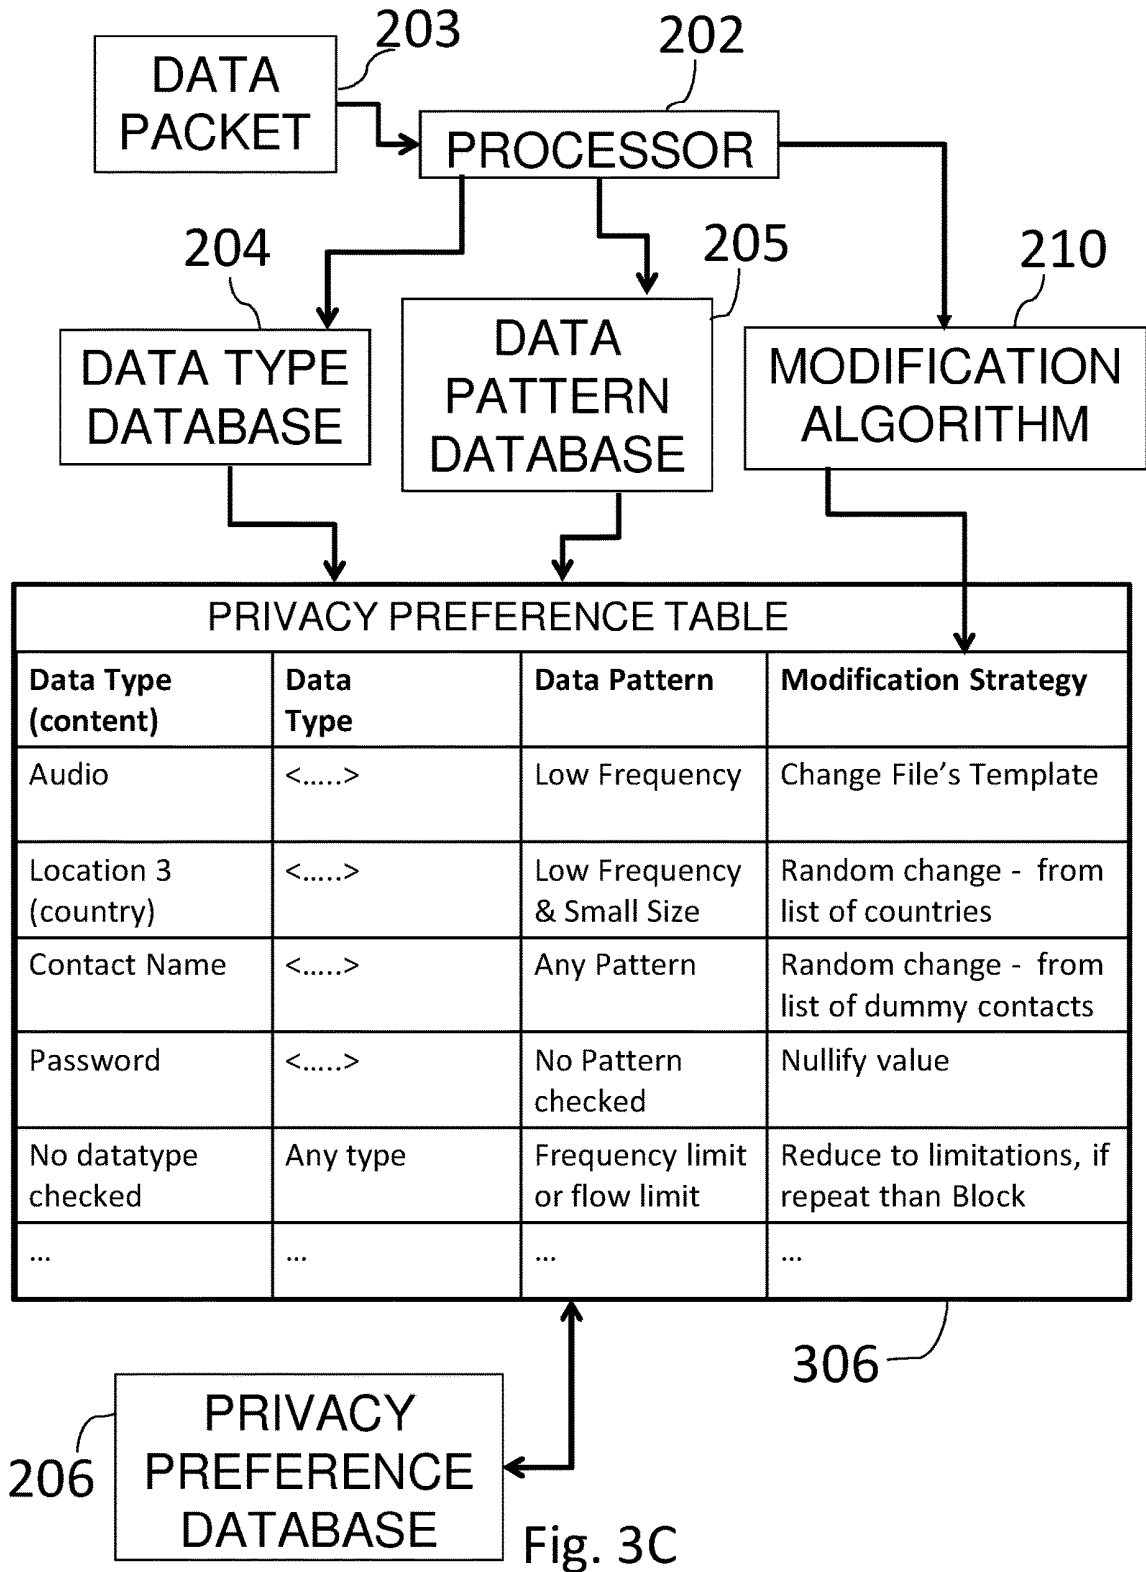 203
202
DATA
PACKET
PROCESSOR
204
205
210
DATA TYPE
DATABASE
DATA
PATTERN
DATABASE
MODIFICATION
ALGORITHM
PRIVACY PREFERENCE TABLE
Data Type
(content)
Data
Type
Data Pattern
Modification Strategy
Audio
<.....>
Low Frequency
Change File's Template
Location 3
(country)
<.....>
Low Frequency
& Small Size
Random change - from
list of countries
Contact Name
<.....>
Any Pattern
Random change - from
list of dummy contacts
Password
<.....>
No Pattern
checked
Nullify value
No datatype
checked
Any type
Frequency limit
or flow limit
Reduce to limitations, if
repeat than Block
...
...
...
...
306
206
PRIVACY
PREFERENCE
DATABASE
Fig. 3C